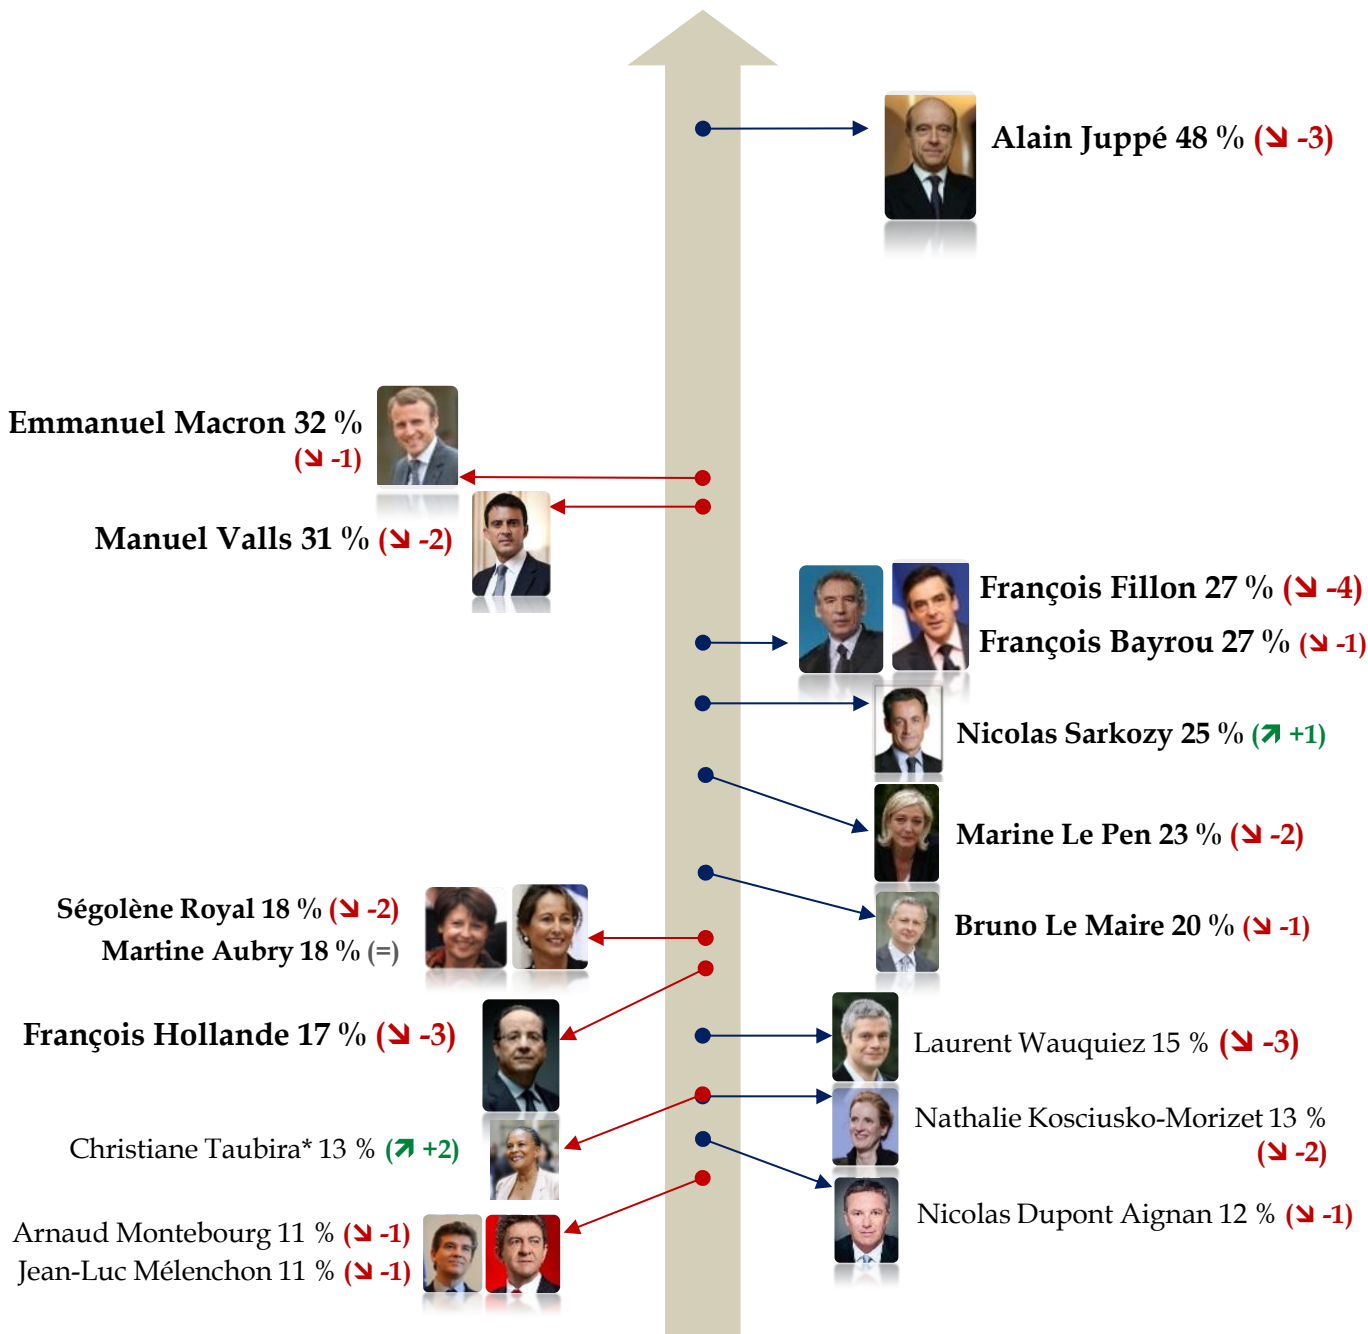 Alain Juppé 48 % (↘ -3)
Emmanuel Macron 32 %
(↘ -1)
Manuel Valls 31 % (↘ -2)
François Fillon 27 % (↘ -4)
François Bayrou 27 % (↘ -1)
Nicolas Sarkozy 25 % (↗ +1)
Marine Le Pen 23 % (↘ -2)
Ségolène Royal 18 % (↘ -2)
Martine Aubry 18 % (=)
Bruno Le Maire 20 % (↘ -1)
François Hollande 17 % (↘ -3)
Laurent Wauquiez 15 % (↘ -3)
Nathalie Kosciusko-Morizet 13 %
(↘ -2)
Christiane Taubira* 13 % (↗ +2)
Nicolas Dupont Aignan 12 % (↘ -1)
Arnaud Montebourg 11 % (↘ -1)
Jean-Luc Mélenchon 11 % (↘ -1)